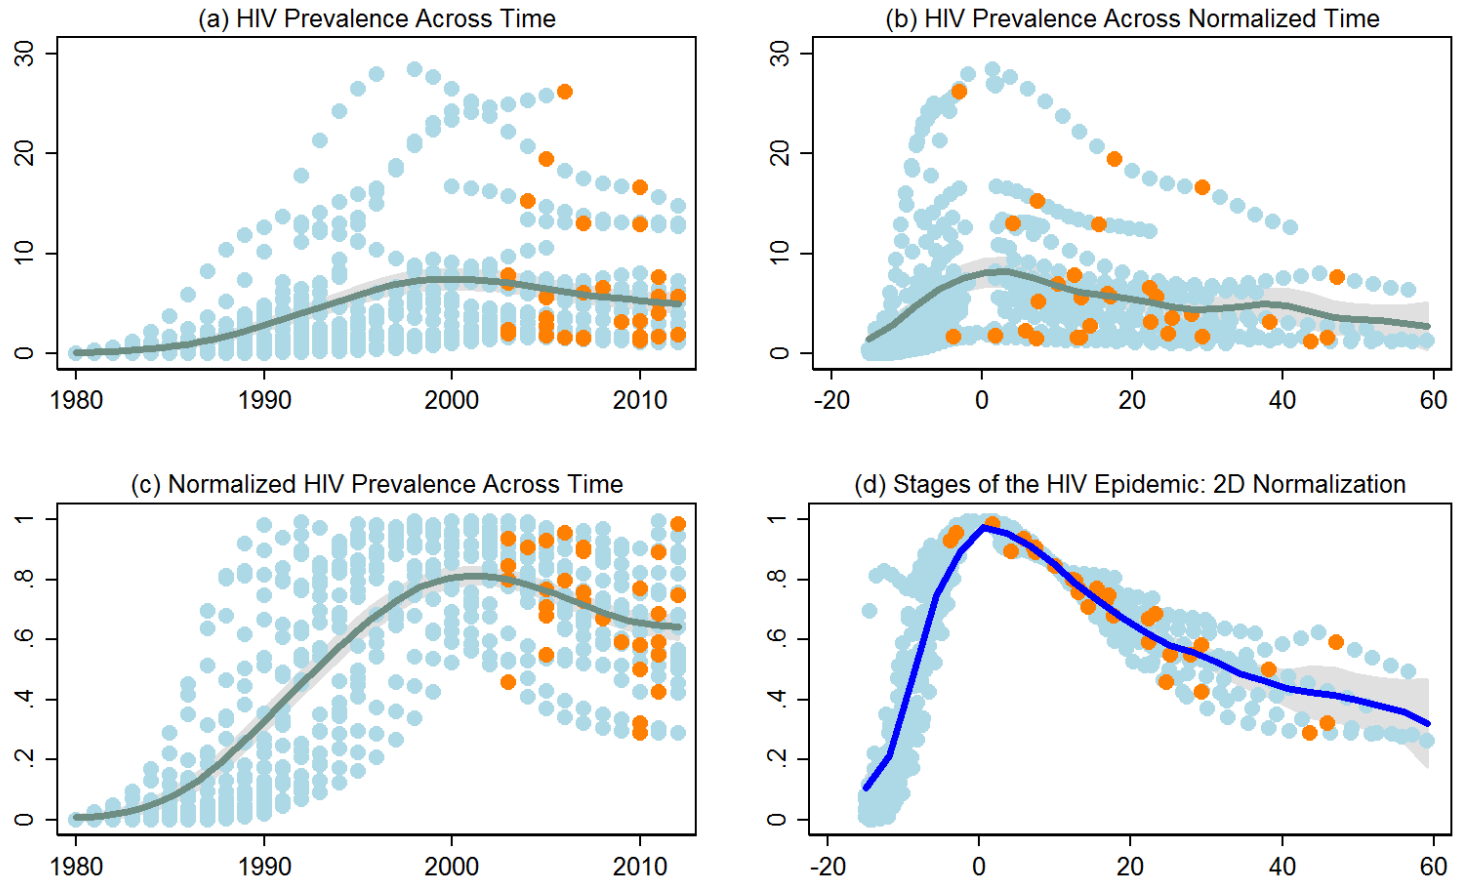 (a) HIV Prevalence Across Time
30
20
10
0
1980 1990 2000 2010
(b) HIV Prevalence Across Normalized Time
30
20
10
0
-20 0 20 40 60
(c) Normalized HIV Prevalence Across Time
1
.8
.6
.4
.2
0
1980 1990 2000 2010
(d) Stages of the HIV Epidemic: 2D Normalization
1
.8
.6
.4
.2
0
-20 0 20 40 60